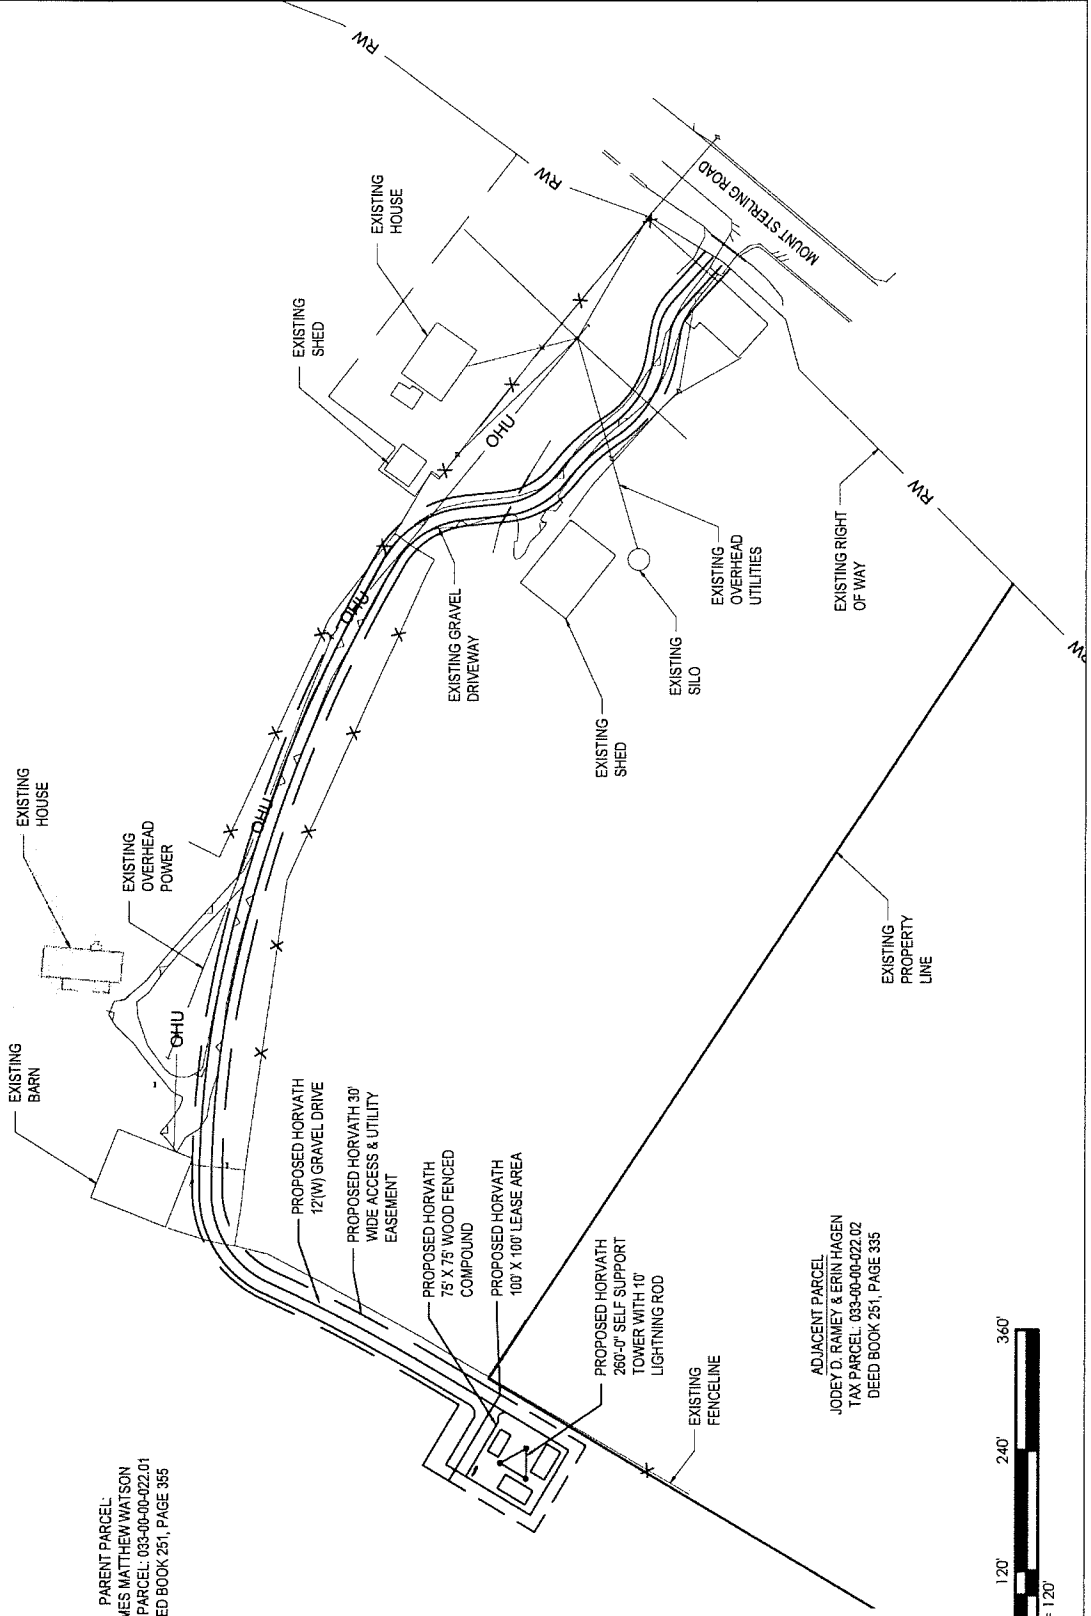 RW
RW
MOUNT STERLING ROAD
EXISTING
HOUSE
EXISTING
SHED
OHU
EXISTING
OVERHEAD
UTILITIES
EXISTING RIGHT
OF WAY
RW
RW
EXISTING GRAVEL
DRIVEWAY
EXISTING
SILO
EXISTING
SHED
OHU
OHU
EXISTING
HOUSE
EXISTING
OVERHEAD
POWER
OHU
EXISTING
BARN
EXISTING
PROPERTY
LINE
PROPOSED HORVATH
12'(W) GRAVEL DRIVE
PROPOSED HORVATH 30'
WIDE ACCESS & UTILITY
EASEMENT
PROPOSED HORVATH
75' X 75' WOOD FENCED
COMPOUND
PROPOSED HORVATH
100' X 100' LEASE AREA
PROPOSED HORVATH
260'-0" SELF SUPPORT
TOWER WITH 10'
LIGHTNING ROD
EXISTING
FENCELINE
ADJACENT PARCEL
JODEY D. RAMEY & ERIN HAGEN
TAX PARCEL: 033-00-00-022.02
DEED BOOK 251, PAGE 335
PARENT PARCEL:
MES MATTHEW WATSON
PARCEL: 033-00-00-022.01
ED BOOK 251, PAGE 355
120'
240'
360'
= 120'